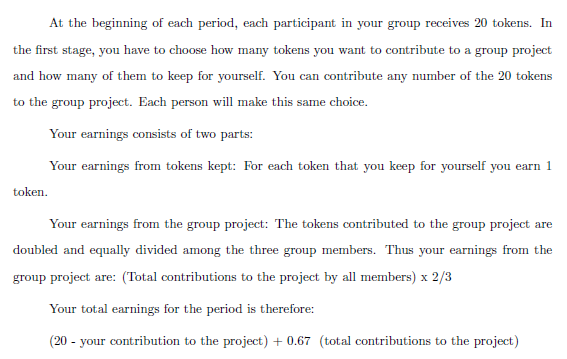 At the beginning of each period, each participant in your group receives 20 tokens. In
the first stage, you have to choose how many tokens you want to contribute to a group project
and how many of them to keep for yourself. You can contribute any number of the 20 tokens
to the group project. Each person will make this same choice.
Your earnings consists of two parts:
Your earnings from tokens kept: For each token that you keep for yourself you earn 1
token.
Your earnings from the group project: The tokens contributed to the group project are
doubled and equally divided among the three group members. Thus your earnings from the
group project are: (Total contributions to the project by all members) x 2/3
Your total earnings for the period is therefore:
(20 - your contribution to the project) + 0.67 (total contributions to the project)